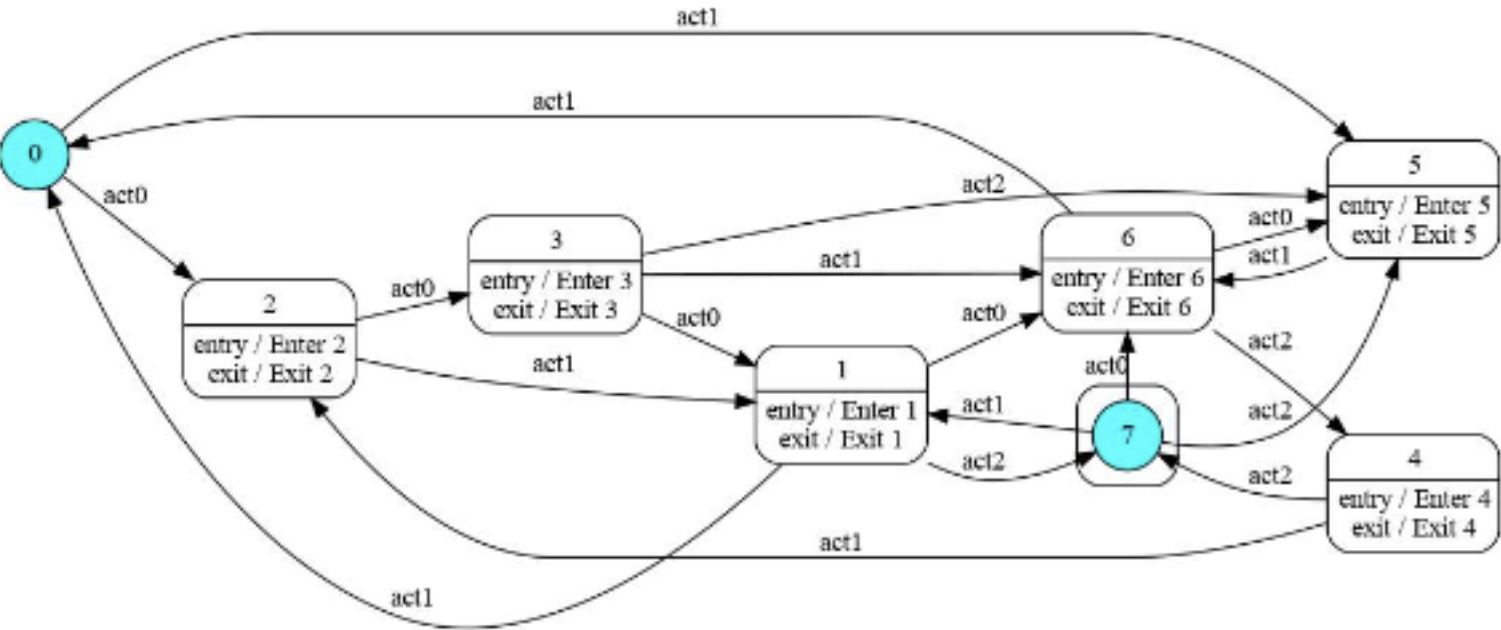 act1
act1
0
act0
5
entry / Enter 5
exit / Exit 5
act2
act0
act1
3
entry / Enter 3
exit / Exit 3
6
entry / Enter 6
exit / Exit 6
act1
act0
act0
2
entry / Enter 2
exit / Exit 2
act1
act0
act0
act2
1
entry / Enter 1
exit / Exit 1
act1
act2
7
act2
act2
4
entry / Enter 4
exit / Exit 4
act1
act1